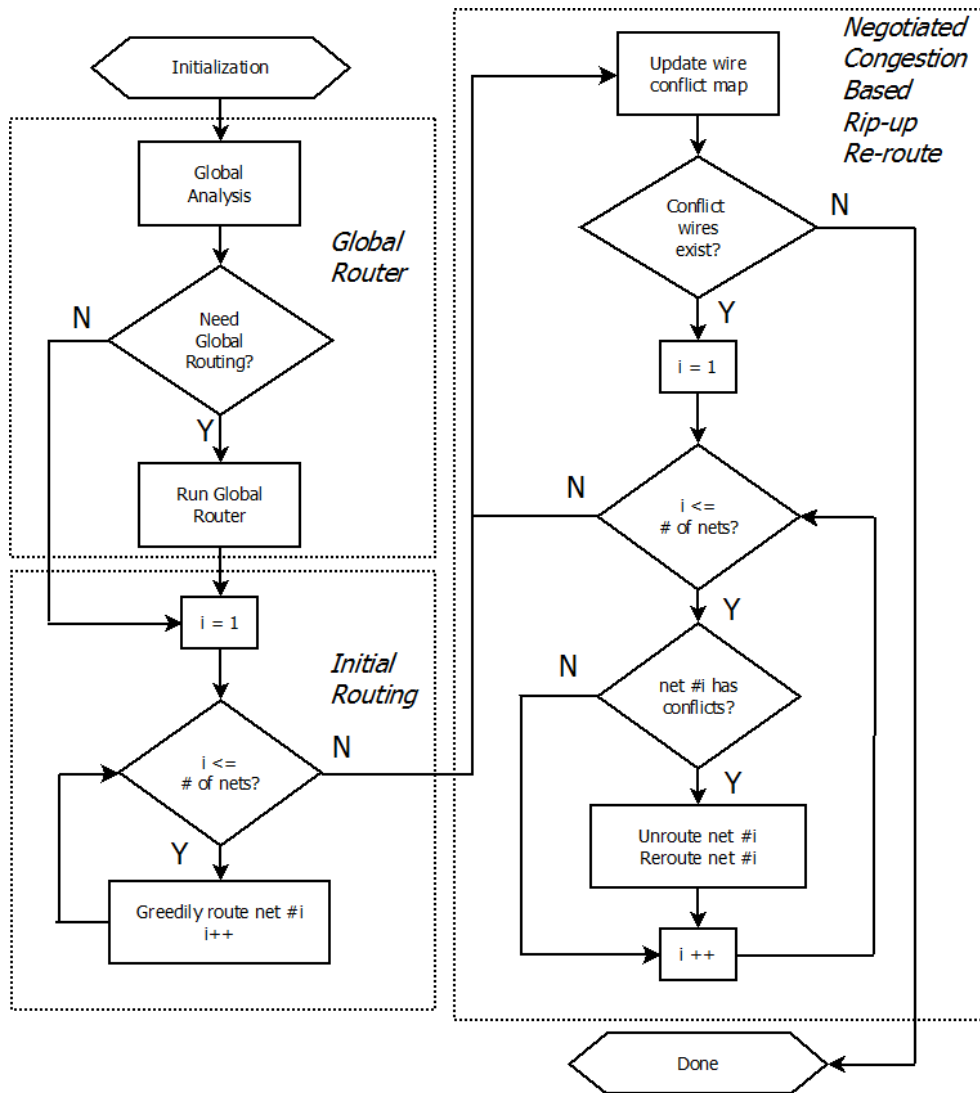 Initialization
Global
Analysis
Global
Router
Need
Global
Routing?
N
Y
Run Global
Router
i = 1
Initial
Routing
i <=
# of nets?
N
Y
Greedily route net #i
i++
Negotiated
Congestion
Based
Rip-up
Re-route
Update wire
conflict map
Conflict
wires
exist?
N
Y
i = 1
i <=
# of nets?
N
Y
net #i has
conflicts?
N
Y
Unroute net #i
Reroute net #i
i ++
Done